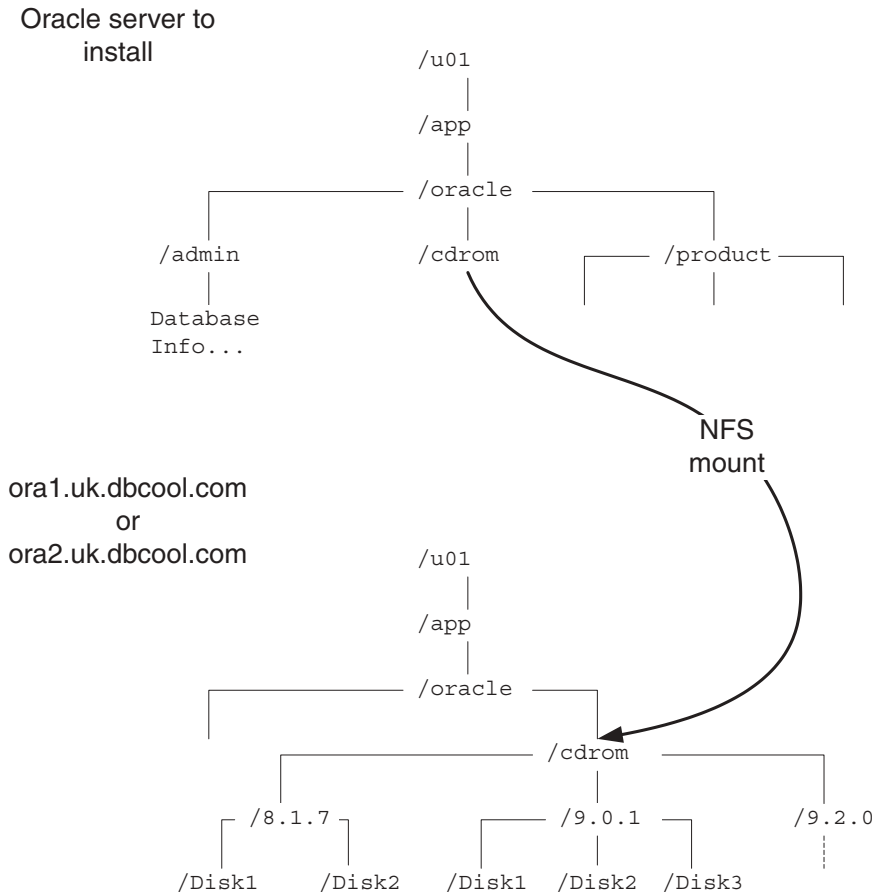 Oracle server to
install
/u01
/app
/oracle
/admin
/cdrom
/product
Database
Info...
NFS
mount
ora1.uk.dbcool.com
or
ora2.uk.dbcool.com
/u01
/app
/oracle
/cdrom
/8.1.7
/9.0.1
/9.2.0
/Disk1
/Disk2
/Disk1
/Disk2
/Disk3